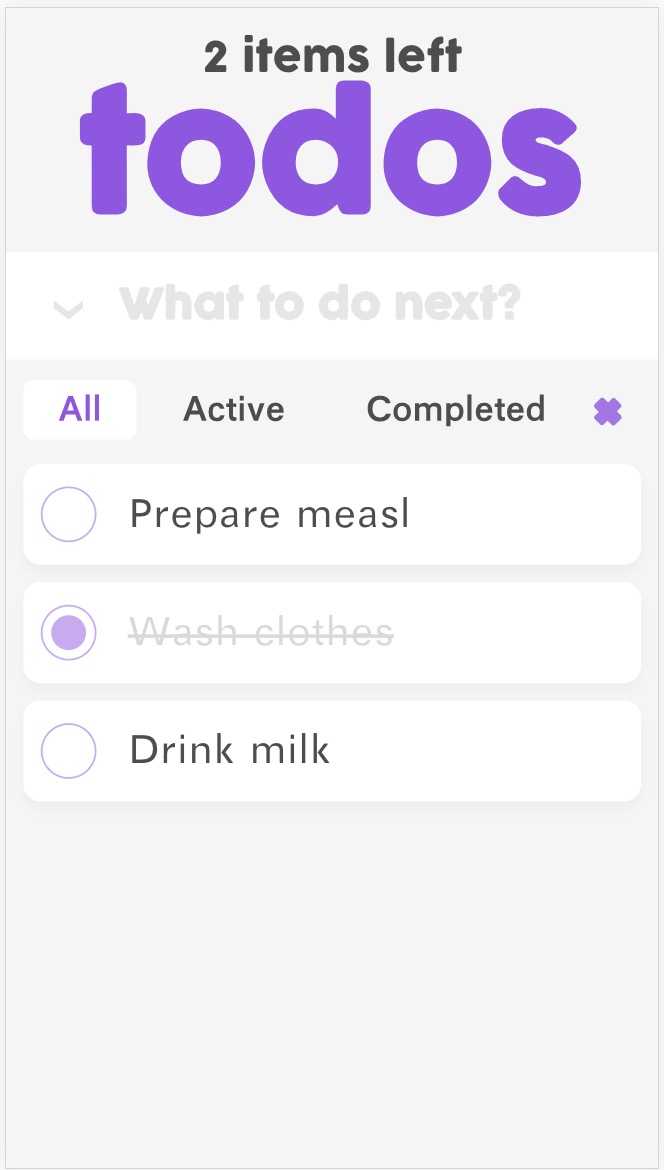 2 items left
todos
What to do next?
All Active Completed
Prepare measl
Wash clothes
Drink milk